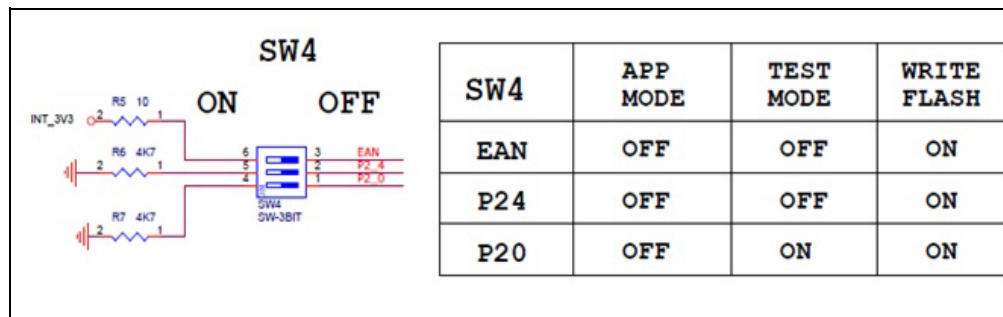 SW4
ON OFF
R5 10
INT_3V3
2 1
R6 4K7
2 1
R7 4K7
2 1
6 3 EAN
5 2 P2_4
4 1 P2_0
SW4
SW-3BIT
SW4 APP MODE TEST MODE WRITE FLASH
EAN OFF OFF ON
P24 OFF OFF ON
P20 OFF ON ON